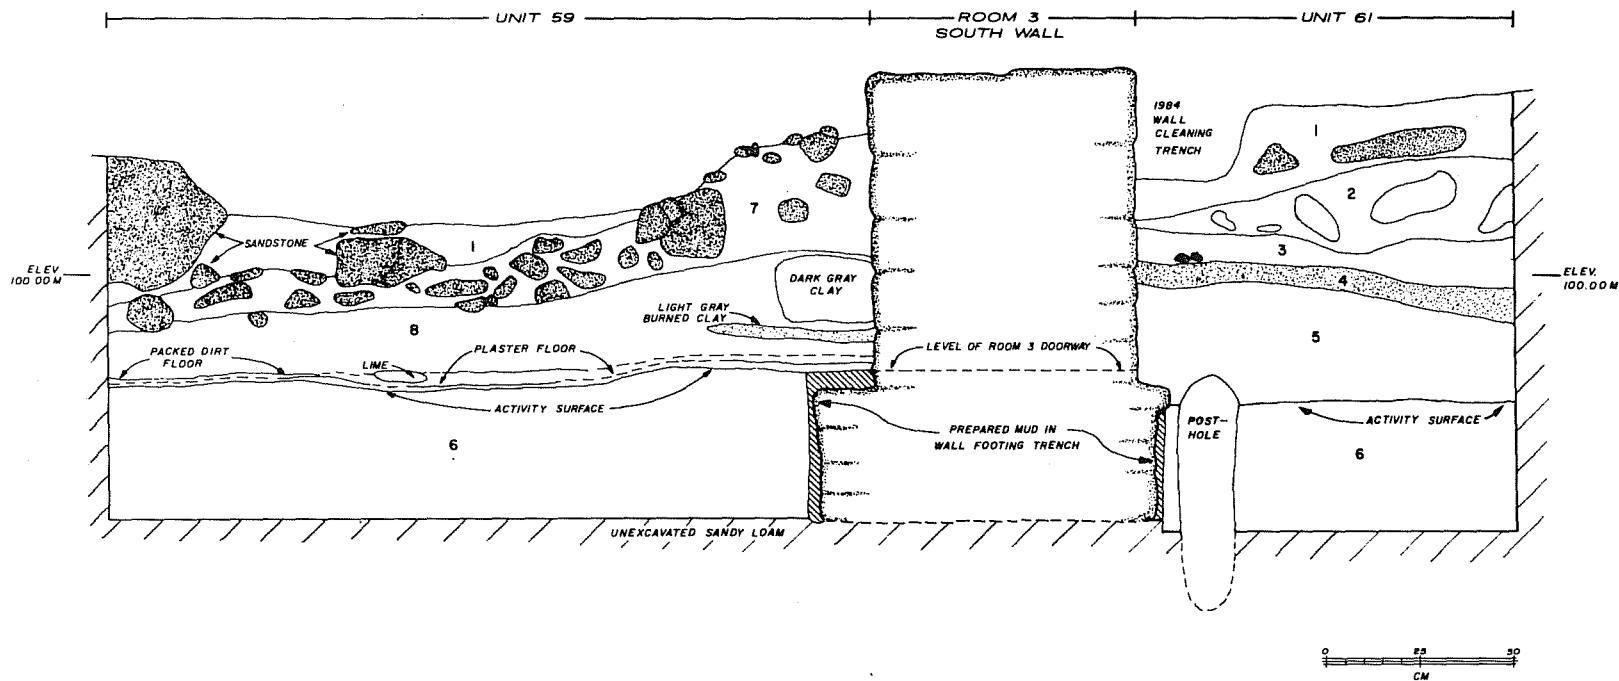 UNIT 59
ROOM 3
SOUTH WALL
UNIT 61
1984
WALL
CLEANING
TRENCH
1
2
7
SANDSTONE
1
3
ELEV
100.00 M
DARK GRAY
CLAY
4
ELEV.
100.00 M
LIGHT GRAY
BURNED CLAY
8
5
PACKED DIRT
FLOOR
LIME
PLASTER FLOOR
LEVEL OF ROOM 3 DOORWAY
ACTIVITY SURFACE
POST-
HOLE
ACTIVITY SURFACE
6
PREPARED MUD IN
WALL FOOTING TRENCH
6
UNEXCAVATED SANDY LOAM
0 25 50
CM